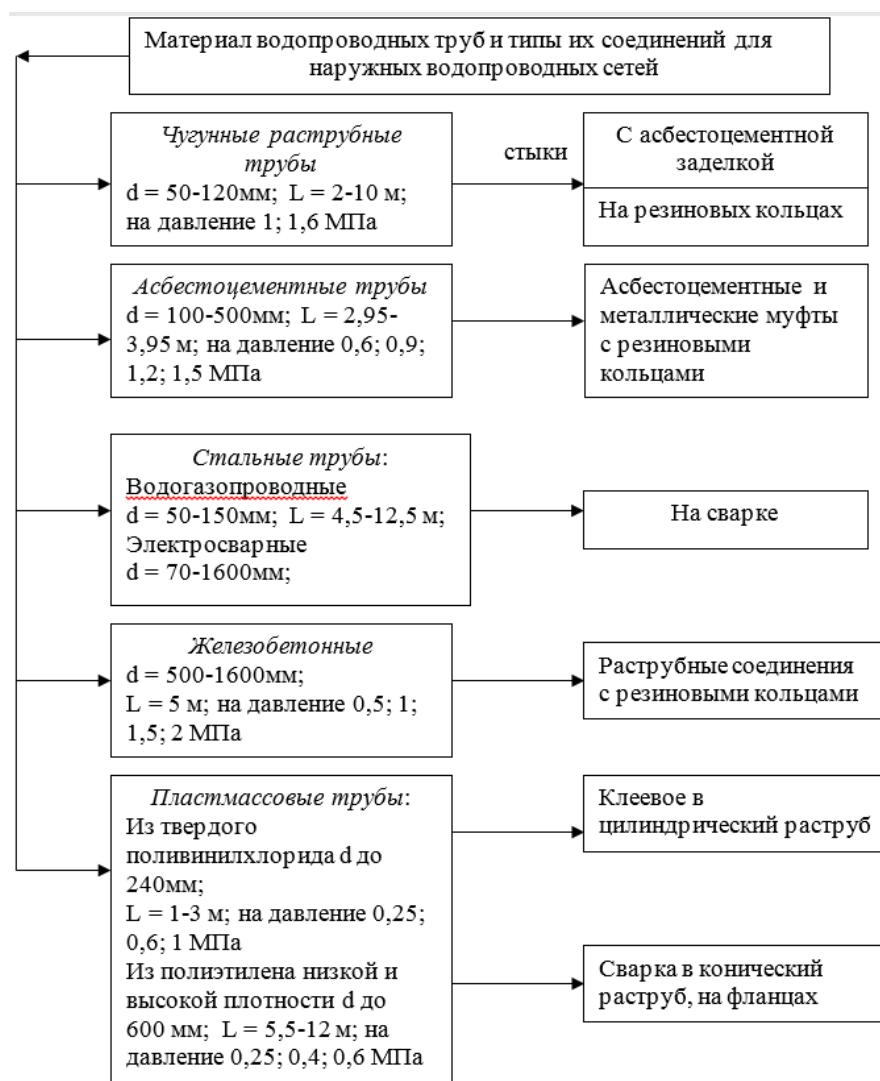 Материал водопроводных труб и типы их соединений для
наружных водопроводных сетей
Чугунные раструбные
трубы
d = 50-120мм; L = 2-10 м;
на давление 1; 1,6 МПа
стыки
С асбестоцементной
заделкой
На резиновых кольцах
Асбестоцементные трубы
d = 100-500мм; L = 2,95-
3,95 м; на давление 0,6; 0,9;
1,2; 1,5 МПа
Асбестоцементные и
металлические муфты
с резиновыми
кольцами
Стальные трубы:
Водогазопроводные
d = 50-150мм; L = 4,5-12,5 м;
Электросварные
d = 70-1600мм;
На сварке
Железобетонные
d = 500-1600мм;
L = 5 м; на давление 0,5; 1;
1,5; 2 МПа
Раструбные соединения
с резиновыми кольцами
Пластмассовые трубы:
Из твердого
поливинилхлорида d до
240мм;
L = 1-3 м; на давление 0,25;
0,6; 1 МПа
Из полиэтилена низкой и
высокой плотности d до
600 мм; L = 5,5-12 м; на
давление 0,25; 0,4; 0,6 МПа
Клеевое в
цилиндрический раструб
Сварка в конический
раструб, на фланцах